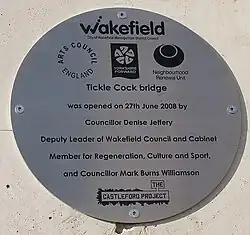 wakefield
City of Wakefield Metropolitan District Council
ARTS COUNCIL
ENGLAND
YORKSHIRE
FORWARD
Neighbourhood
Renewal Unit
Tickle Cock bridge
was opened on 27th June 2008 by
Councillor Denise Jeffery
Deputy Leader of Wakefield Council and Cabinet
Member for Regeneration, Culture and Sport,
and Councillor Mark Burns Williamson
THE
CASTLEFORD PROJECT